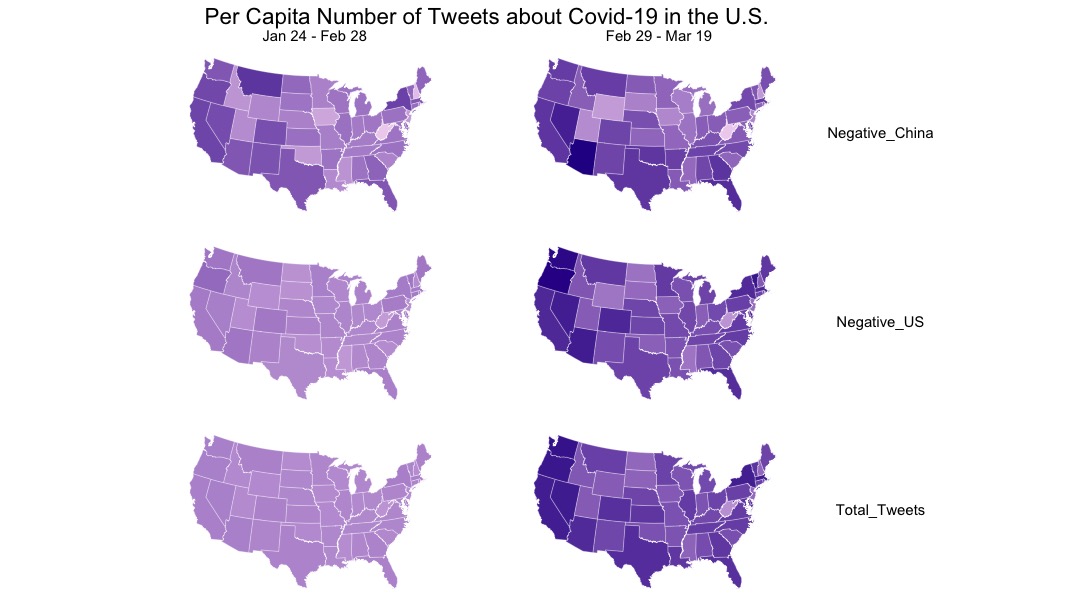 Per Capita Number of Tweets about Covid-19 in the U.S.
Jan 24 - Feb 28
Feb 29 - Mar 19
Negative_China
Negative_US
Total_Tweets